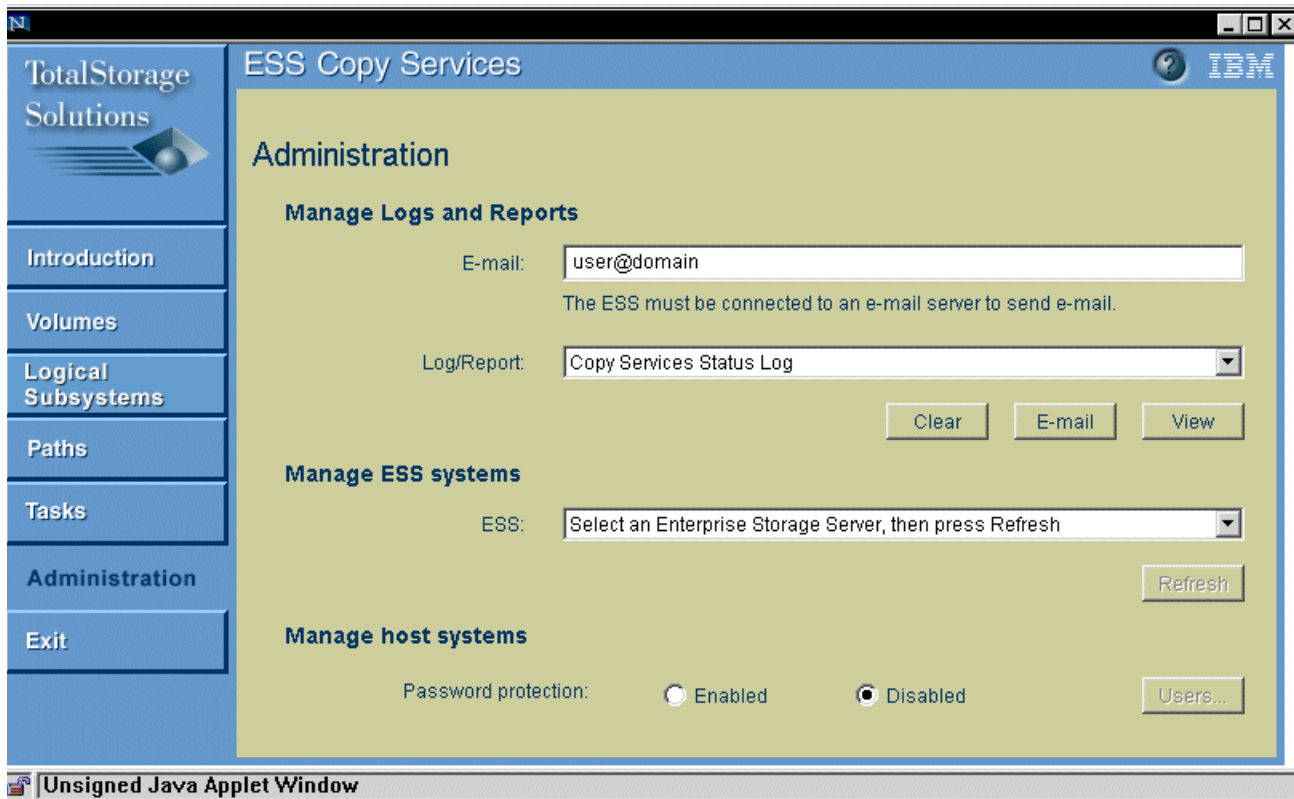 N
TotalStorage
Solutions
ESS Copy Services
?
IBM
Introduction
Volumes
Logical
Subsystems
Paths
Tasks
Administration
Exit
Administration
Manage Logs and Reports
E-mail: user@domain
The ESS must be connected to an e-mail server to send e-mail.
Log/Report: Copy Services Status Log
Clear E-mail View
Manage ESS systems
ESS: Select an Enterprise Storage Server, then press Refresh
Refresh
Manage host systems
Password protection: Enabled Disabled Users...
Unsigned Java Applet Window